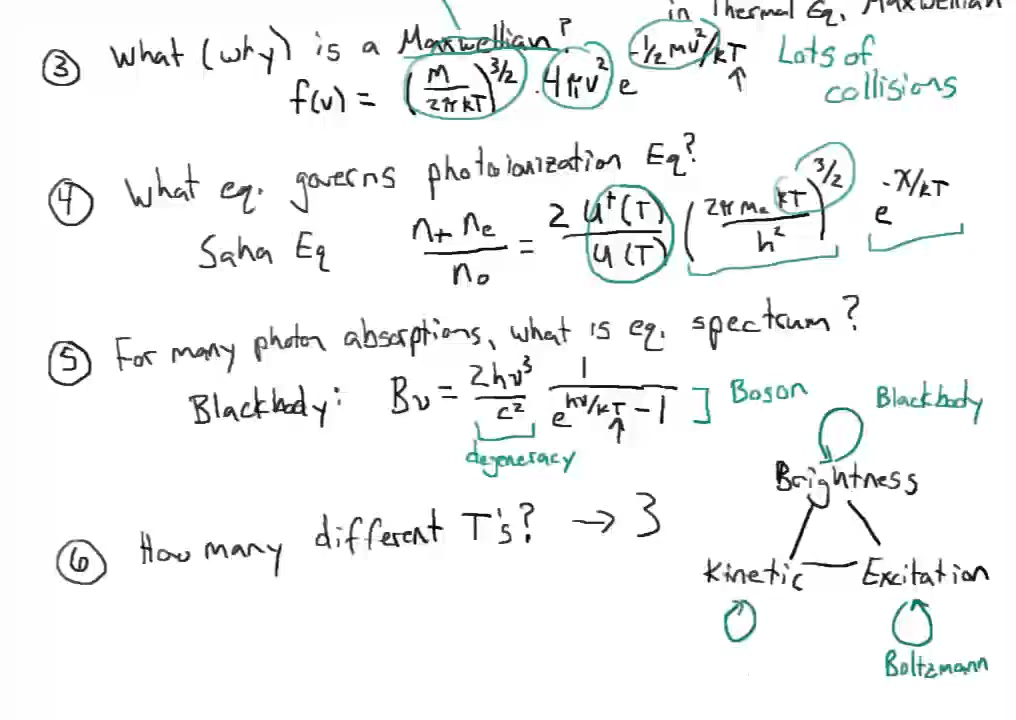 in Thermal Eq. Maxwellian
③ What (why) is a Maxwellian?
f(v) = (m/2πkT)^3/2 · 4πv² e^-½mv²/kT
Lots of
collisions
④ What eq. governs photoionization Eq?
Saha Eq n₊ nₑ/n₀ = 2 U⁺(T)/U(T) (2πmₑkT/h²)^3/2 e^-χ/kT
⑤ For many photon absorptions, what is eq. spectrum?
Blackbody: Bν = 2hν³/c² 1/e^hν/kT -1 ] Boson
degeneracy
Blackbody
Brightness
⑥ How many different T's? → 3
Kinetic Excitation
Boltzmann